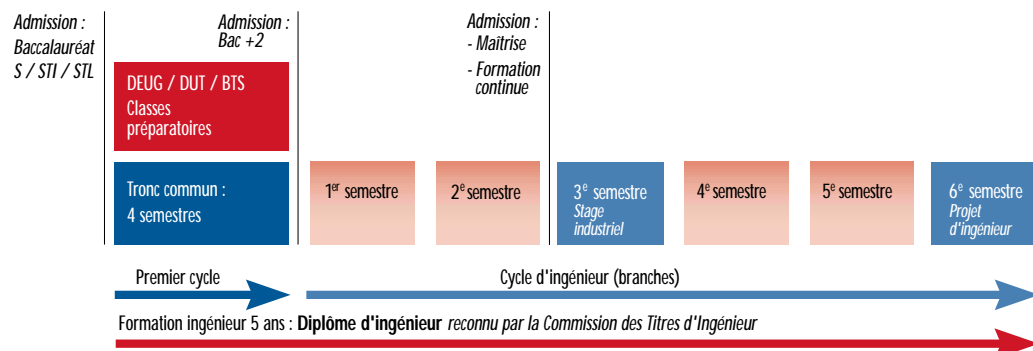 Admission :
Baccalauréat
S / STI / STL
Admission :
Bac +2
Admission :
- Maîtrise
- Formation
continue
DEUG / DUT / BTS
Classes
préparatoires
Tronc commun :
4 semestres
1er semestre
2e semestre
3e semestre
Stage
industriel
4e semestre
5e semestre
6e semestre
Projet
d'ingénieur
Premier cycle
Cycle d'ingénieur (branches)
Formation ingénieur 5 ans : Diplôme d'ingénieur reconnu par la Commission des Titres d'Ingénieur